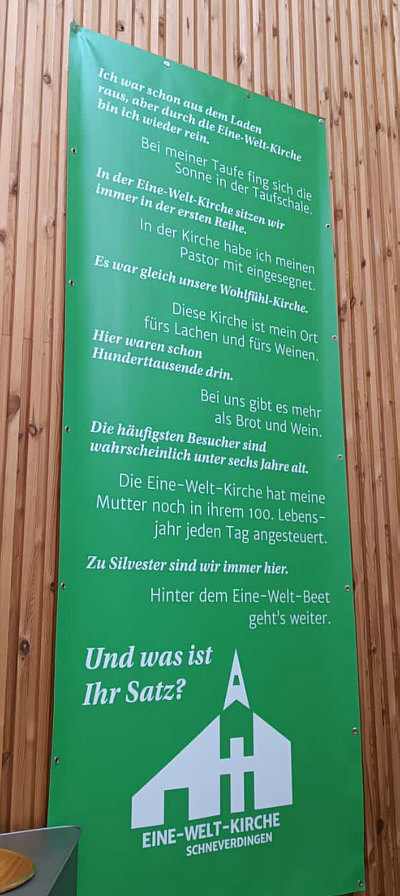 Ich war schon aus dem Laden
raus, aber durch die Eine-Welt-Kirche
bin ich wieder rein.
Bei meiner Taufe fing sich die
Sonne in der Taufschale.
In der Eine-Welt-Kirche sitzen wir
immer in der ersten Reihe.
In der Kirche habe ich meinen
Pastor mit eingesegnet.
Es war gleich unsere Wohlfühl-Kirche.
Diese Kirche ist mein Ort
fürs Lachen und fürs Weinen.
Hier waren schon
Hunderttausende drin.
Bei uns gibt es mehr
als Brot und Wein.
Die häufigsten Besucher sind
wahrscheinlich unter sechs Jahre alt.
Die Eine-Welt-Kirche hat meine
Mutter noch in ihrem 100. Lebens-
jahr jeden Tag angesteuert.
Zu Silvester sind wir immer hier.
Hinter dem Eine-Welt-Beet
geht's weiter.
Und was ist
Ihr Satz?
EINE-WELT-KIRCHE
SCHNEVERDINGEN